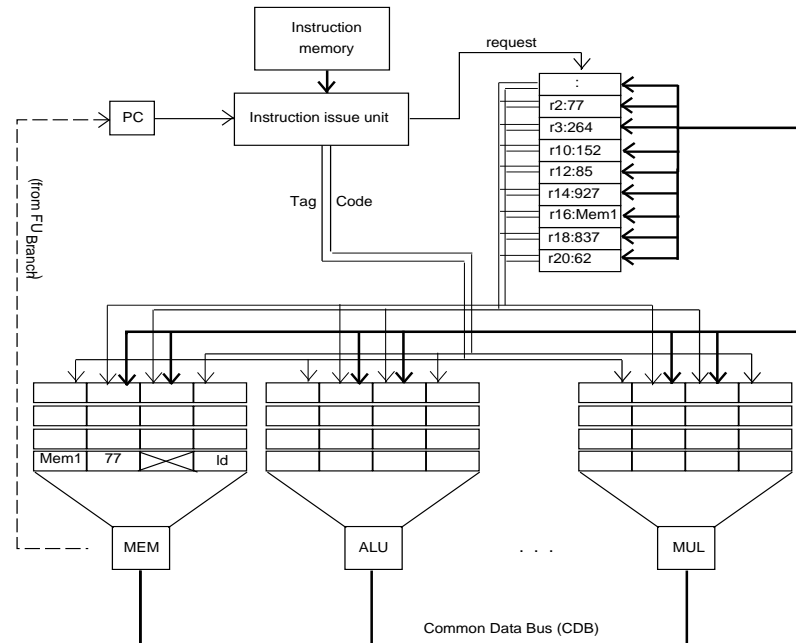 Instruction
memory
request
:
PC
Instruction issue unit
r2:77
r3:264
r10:152
r12:85
r14:927
r16:Mem1
r18:837
r20:62
Tag
Code
(from FU Branch)
Mem1 77 ld
MEM
ALU
. . .
MUL
Common Data Bus (CDB)